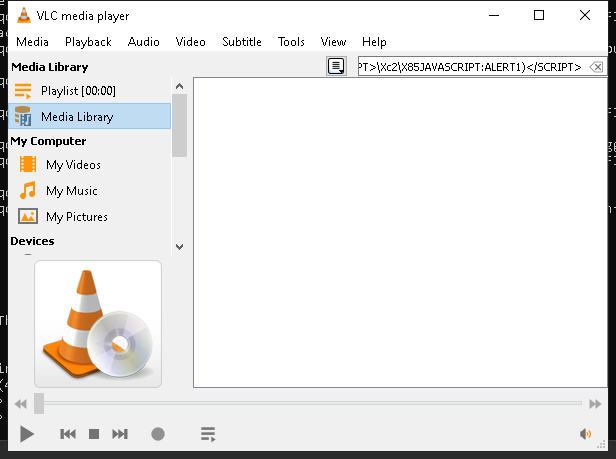 VLC media player
Media Playback Audio Video Subtitle Tools View Help
Media Library
PT>\Xc2\X85JAVASCRIPT:ALERT1)</SCRIPT>
Playlist [00:00]
Media Library
My Computer
My Videos
My Music
My Pictures
Devices